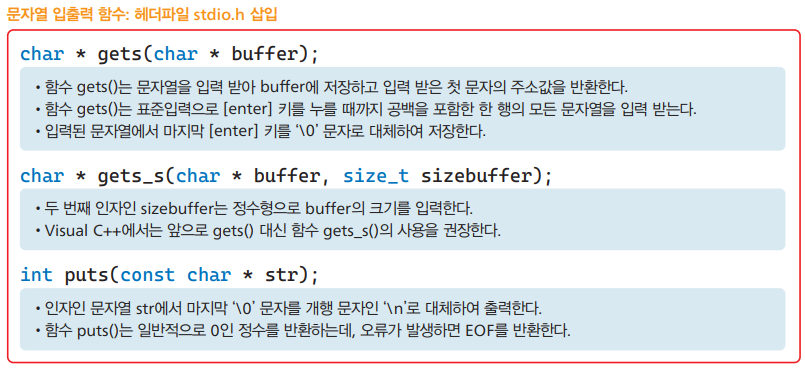 문자열 입출력 함수: 헤더파일 stdio.h 삽입
char * gets(char * buffer);
• 함수 gets()는 문자열을 입력 받아 buffer에 저장하고 입력 받은 첫 문자의 주소값을 반환한다.
• 함수 gets()는 표준입력으로 [enter] 키를 누를 때까지 공백을 포함한 한 행의 모든 문자열을 입력 받는다.
• 입력된 문자열에서 마지막 [enter] 키를 ‘\0’ 문자로 대체하여 저장한다.
char * gets_s(char * buffer, size_t sizebuffer);
• 두 번째 인자인 sizebuffer는 정수형으로 buffer의 크기를 입력한다.
• Visual C++에서는 앞으로 gets() 대신 함수 gets_s()의 사용을 권장한다.
int puts(const char * str);
• 인자인 문자열 str에서 마지막 ‘\0’ 문자를 개행 문자인 ‘\n’로 대체하여 출력한다.
• 함수 puts()는 일반적으로 0인 정수를 반환하는데, 오류가 발생하면 EOF를 반환한다.